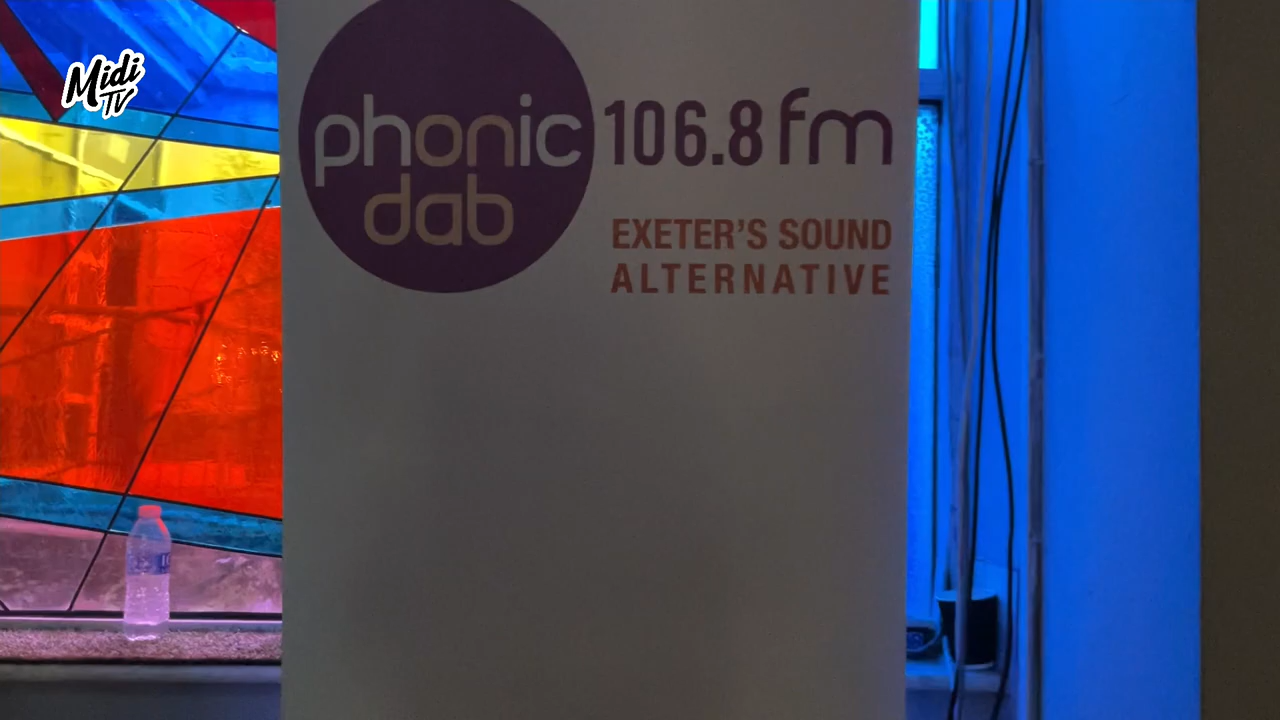 Midi
TV
phonic
dab
106.8 fm
EXETER'S SOUND
ALTERNATIVE